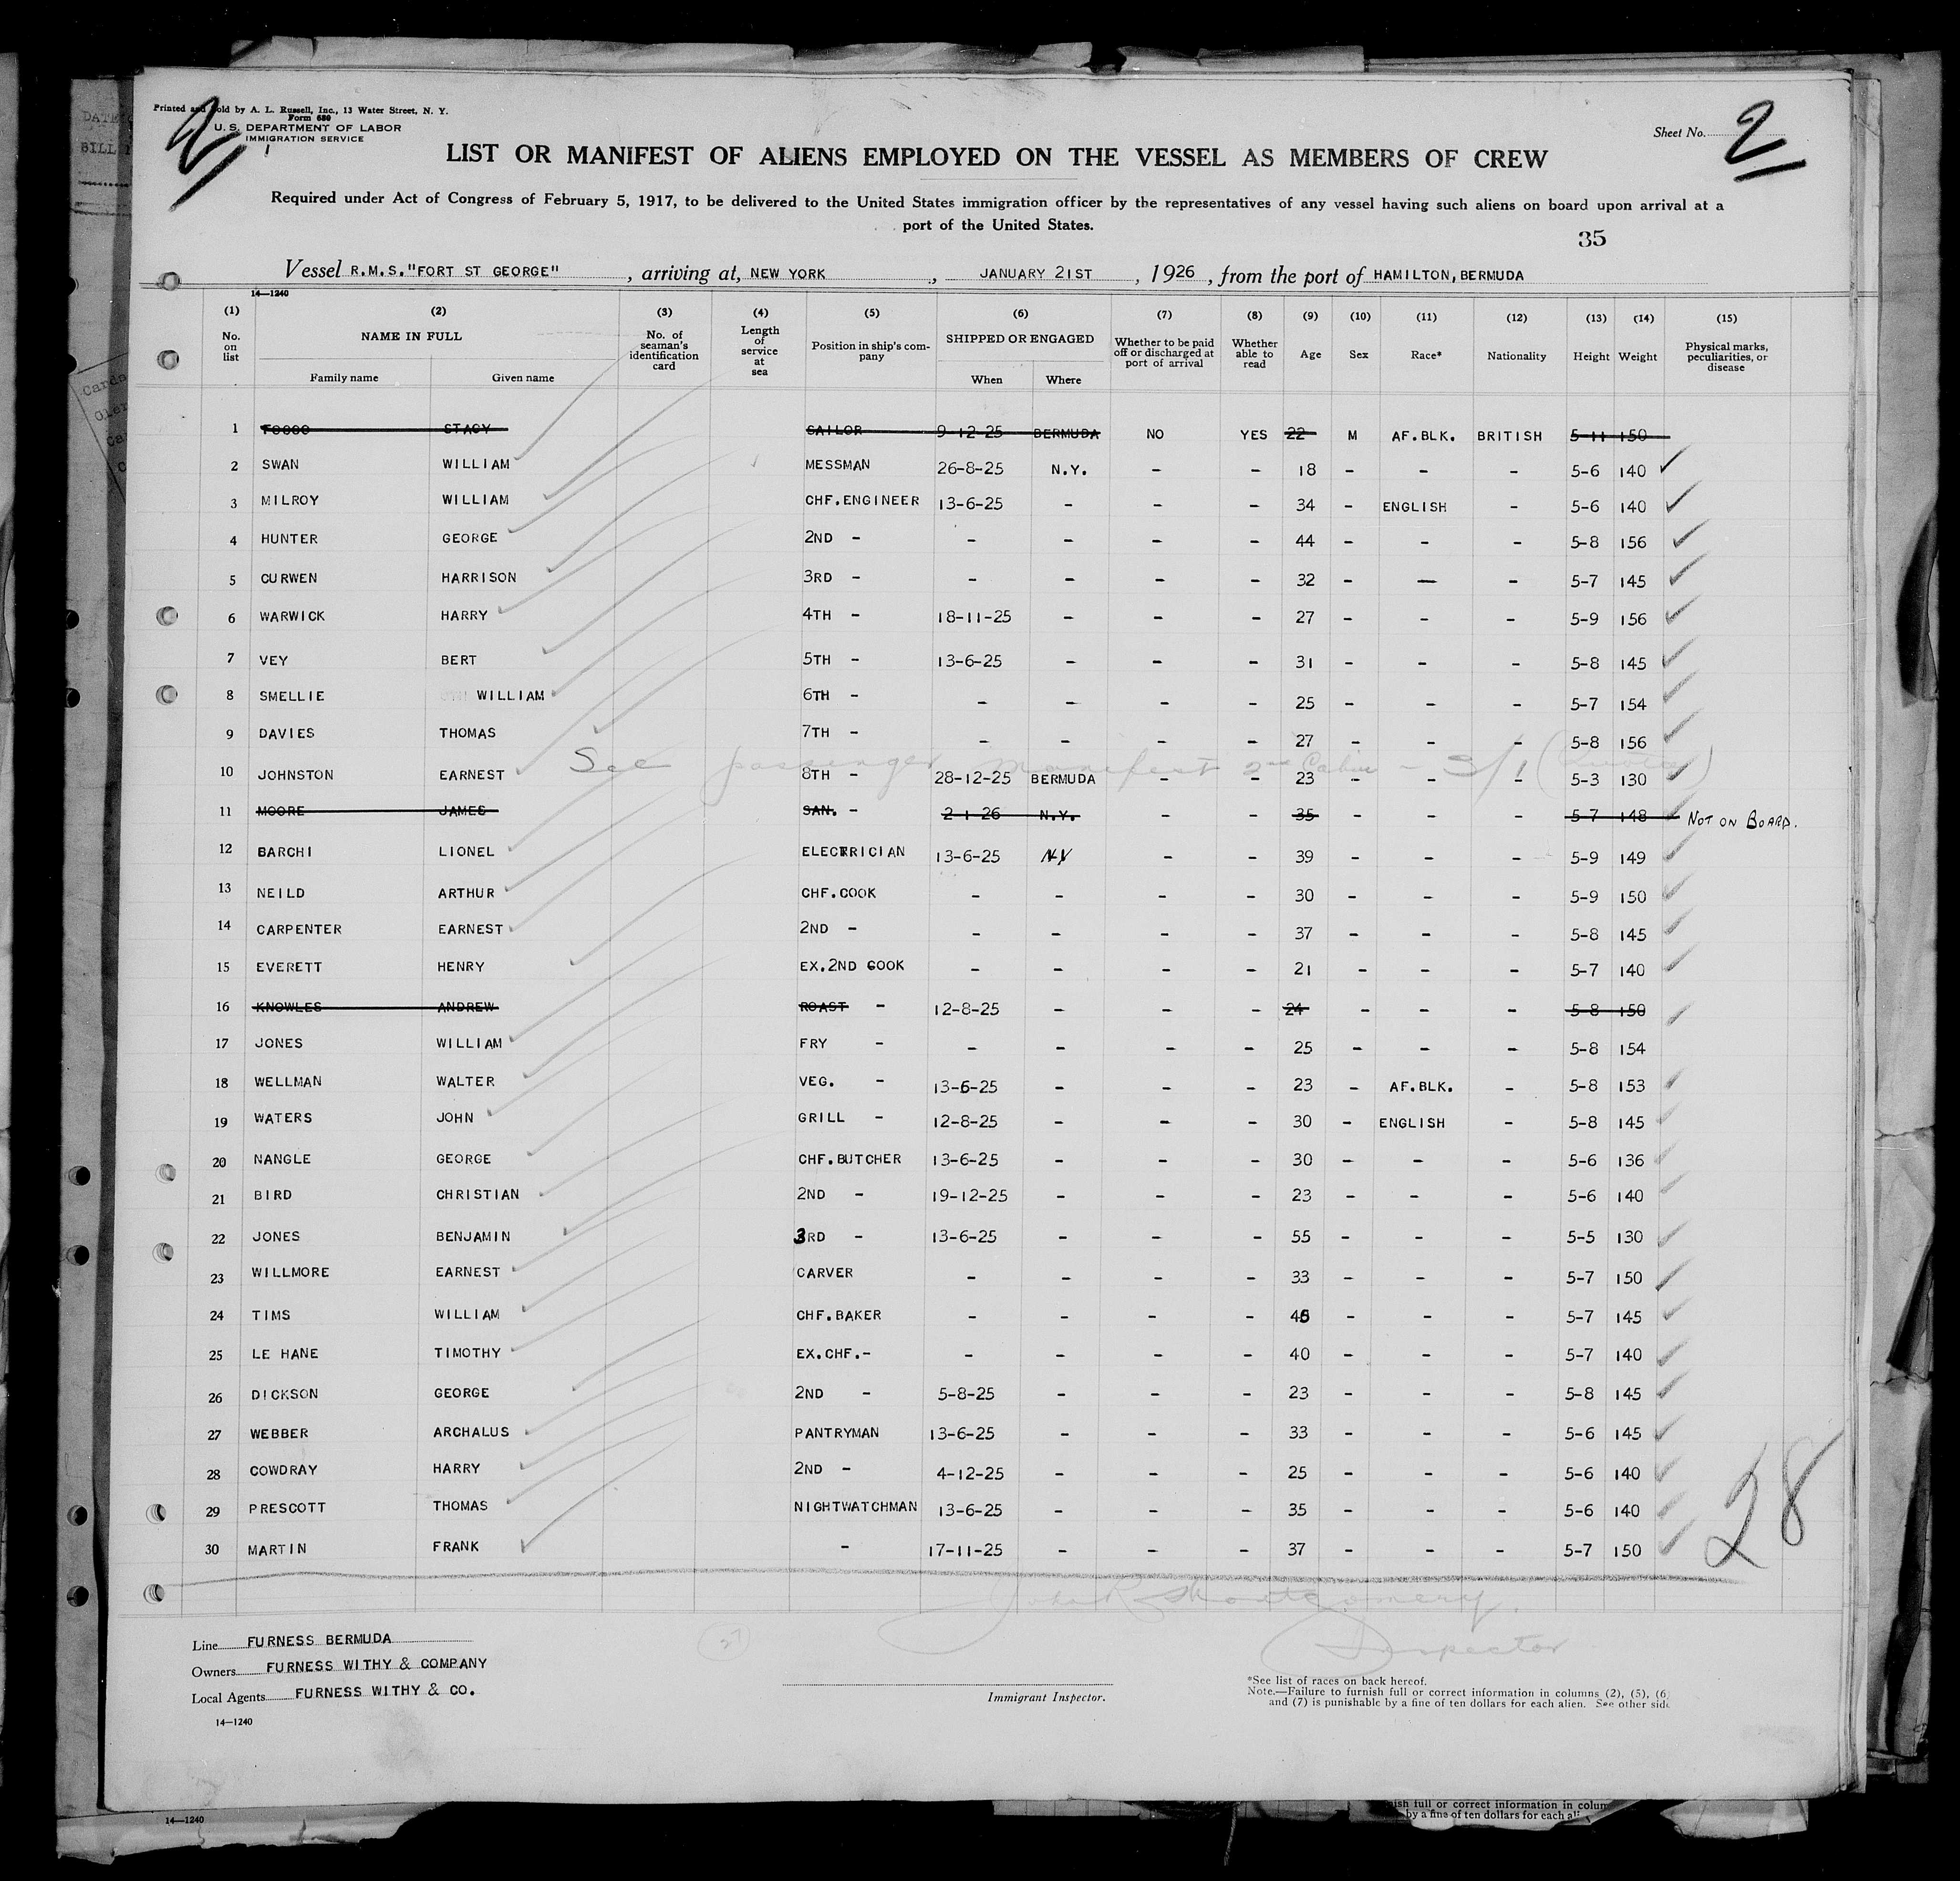 Printed and Sold by A. L. Russell, Inc., 13 Water Street, N. Y.
Form 680
U. S. DEPARTMENT OF LABOR
IMMIGRATION SERVICE
2
Sheet No. 2
LIST OR MANIFEST OF ALIENS EMPLOYED ON THE VESSEL AS MEMBERS OF CREW
Required under Act of Congress of February 5, 1917, to be delivered to the United States immigration officer by the representatives of any vessel having such aliens on board upon arrival at a
port of the United States.
35
Vessel R.M.S."FORT ST GEORGE", arriving at, NEW YORK, JANUARY 21ST, 1926, from the port of HAMILTON, BERMUDA
14—1240
(1) (2) (3) (4) (5) (6) (7) (8) (9) (10) (11) (12) (13) (14) (15)
No. on list NAME IN FULL No. of seaman's identification card Length of service at sea Position in ship's company SHIPPED OR ENGAGED Whether to be paid off or discharged at port of arrival Whether able to read Age Sex Race* Nationality Height Weight Physical marks, peculiarities, or disease
Family name Given name When Where
1 STACY SAILOR 9-12-25 BERMUDA NO YES 22 M AF.BLK. BRITISH 5-11 150
2 SWAN WILLIAM MESSMAN 26-8-25 N.Y. - - 18 - - - 5-6 140
3 MILROY WILLIAM CHF.ENGINEER 13-6-25 - - - 34 - ENGLISH - 5-6 140
4 HUNTER GEORGE 2ND - - - - - 44 - - - 5-8 156
5 CURWEN HARRISON 3RD - - - - - 32 - - - 5-7 145
6 WARWICK HARRY 4TH - 18-11-25 - - - 27 - - - 5-9 156
7 VEY BERT 5TH - 13-6-25 - - - 31 - - - 5-8 145
8 SMELLIE WILLIAM 6TH - - - - - 25 - - - 5-7 154
9 DAVIES THOMAS 7TH - - - - - 27 - - - 5-8 156
See passenger manifest 2nd Cabin - S/1
10 JOHNSTON EARNEST 8TH - 28-12-25 BERMUDA - - 23 - - - 5-3 130
11 MOORE JAMES SAN. - 2-1-26 N.Y. - - 35 - - - 5-7 148 NOT ON BOARD.
12 BARCHI LIONEL ELECTRICIAN 13-6-25 NY - - 39 - - - 5-9 149
13 NEILD ARTHUR CHF.COOK - - - - 30 - - - 5-9 150
14 CARPENTER EARNEST 2ND - - - - - 37 - - - 5-8 145
15 EVERETT HENRY EX.2ND COOK - - - - 21 - - - 5-7 140
16 KNOWLES ANDREW ROAST - 12-8-25 - - - 24 - - - 5-8 150
17 JONES WILLIAM FRY - - - - - 25 - - - 5-8 154
18 WELLMAN WALTER VEG. - 13-6-25 - - - 23 - AF.BLK. - 5-8 153
19 WATERS JOHN GRILL - 12-8-25 - - - 30 - ENGLISH - 5-8 145
20 NANGLE GEORGE CHF.BUTCHER 13-6-25 - - - 30 - - - 5-6 136
21 BIRD CHRISTIAN 2ND - 19-12-25 - - - 23 - - - 5-6 140
22 JONES BENJAMIN 3RD - 13-6-25 - - - 55 - - - 5-5 130
23 WILLMORE EARNEST CARVER - - - - 33 - - - 5-7 150
24 TIMS WILLIAM CHF.BAKER - - - - - - - 5-7 145
25 LE HANE TIMOTHY EX.CHF.- - - - - 40 - - - 5-7 140
26 DICKSON GEORGE 2ND - 5-8-25 - - - 23 - - - 5-8 145
27 WEBBER ARCHALUS PANTRYMAN 13-6-25 - - - 33 - - - 5-6 145
28 COWDRAY HARRY 2ND - 4-12-25 - - - 25 - - - 5-6 140
29 PRESCOTT THOMAS NIGHTWATCHMAN 13-6-25 - - - 35 - - - 5-6 140
30 MARTIN FRANK - 17-11-25 - - - 37 - - - 5-7 150
28
John R Montgomery.
Inspector
27
Line FURNESS BERMUDA
Owners FURNESS WITHY & COMPANY
Local Agents FURNESS WITHY & CO.
14—1240
Immigrant Inspector.
*See list of races on back hereof.
Note.—Failure to furnish full or correct information in columns (2), (5), (6)
and (7) is punishable by a fine of ten dollars for each alien. See other side
14—1240
ish full or correct information in colum
by a fine of ten dollars for each ali